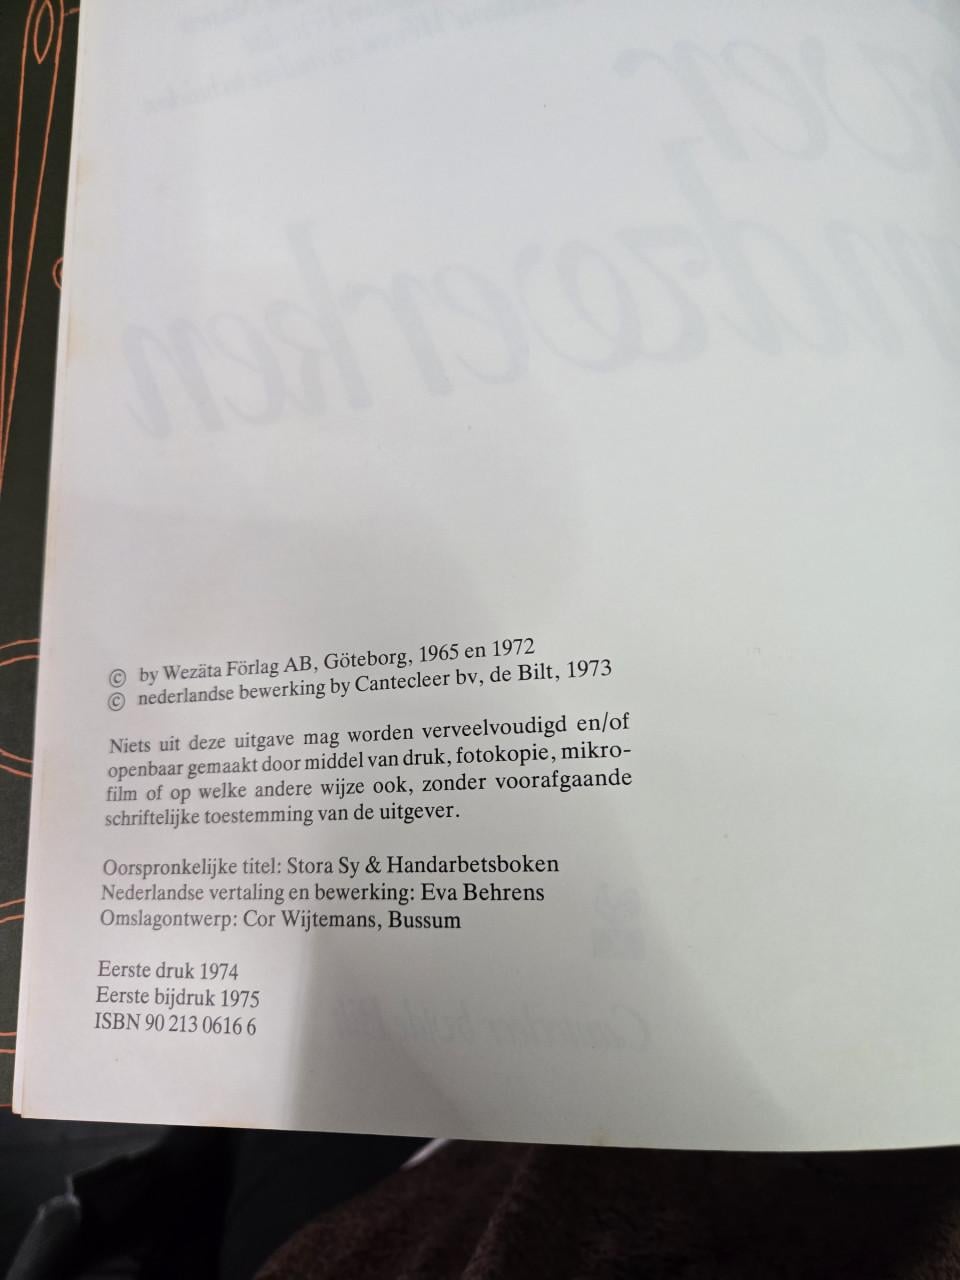 © by Wezäta Förlag AB, Göteborg, 1965 en 1972
© nederlandse bewerking by Cantecleer bv, de Bilt, 1973
Niets uit deze uitgave mag worden verveelvoudigd en/of
openbaar gemaakt door middel van druk, fotokopie, mikro-
film of op welke andere wijze ook, zonder voorafgaande
schriftelijke toestemming van de uitgever.
Oorspronkelijke titel: Stora Sy & Handarbetsboken
Nederlandse vertaling en bewerking: Eva Behrens
Omslagontwerp: Cor Wijtemans, Bussum
Eerste druk 1974
Eerste bijdruk 1975
ISBN 90 213 0616 6